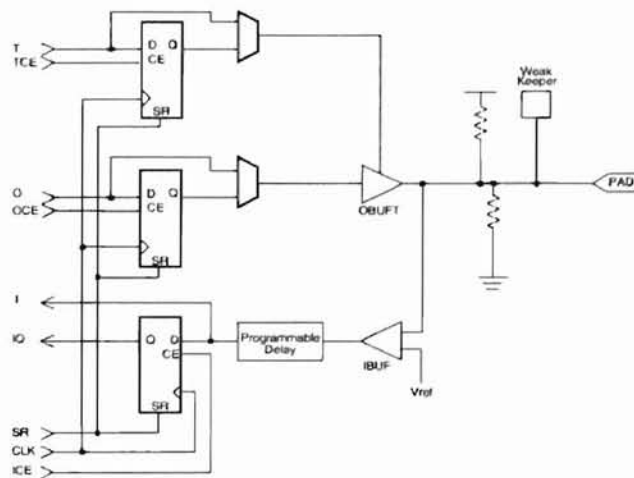 T
TCE
D Q
CE
SR
Weak
Keeper
O
OCE
D Q
CE
SR
OBUFT
PAD
I
IQ
Q D
CE
SR
Programmable
Delay
IBUF
Vref
SR
CLK
ICE